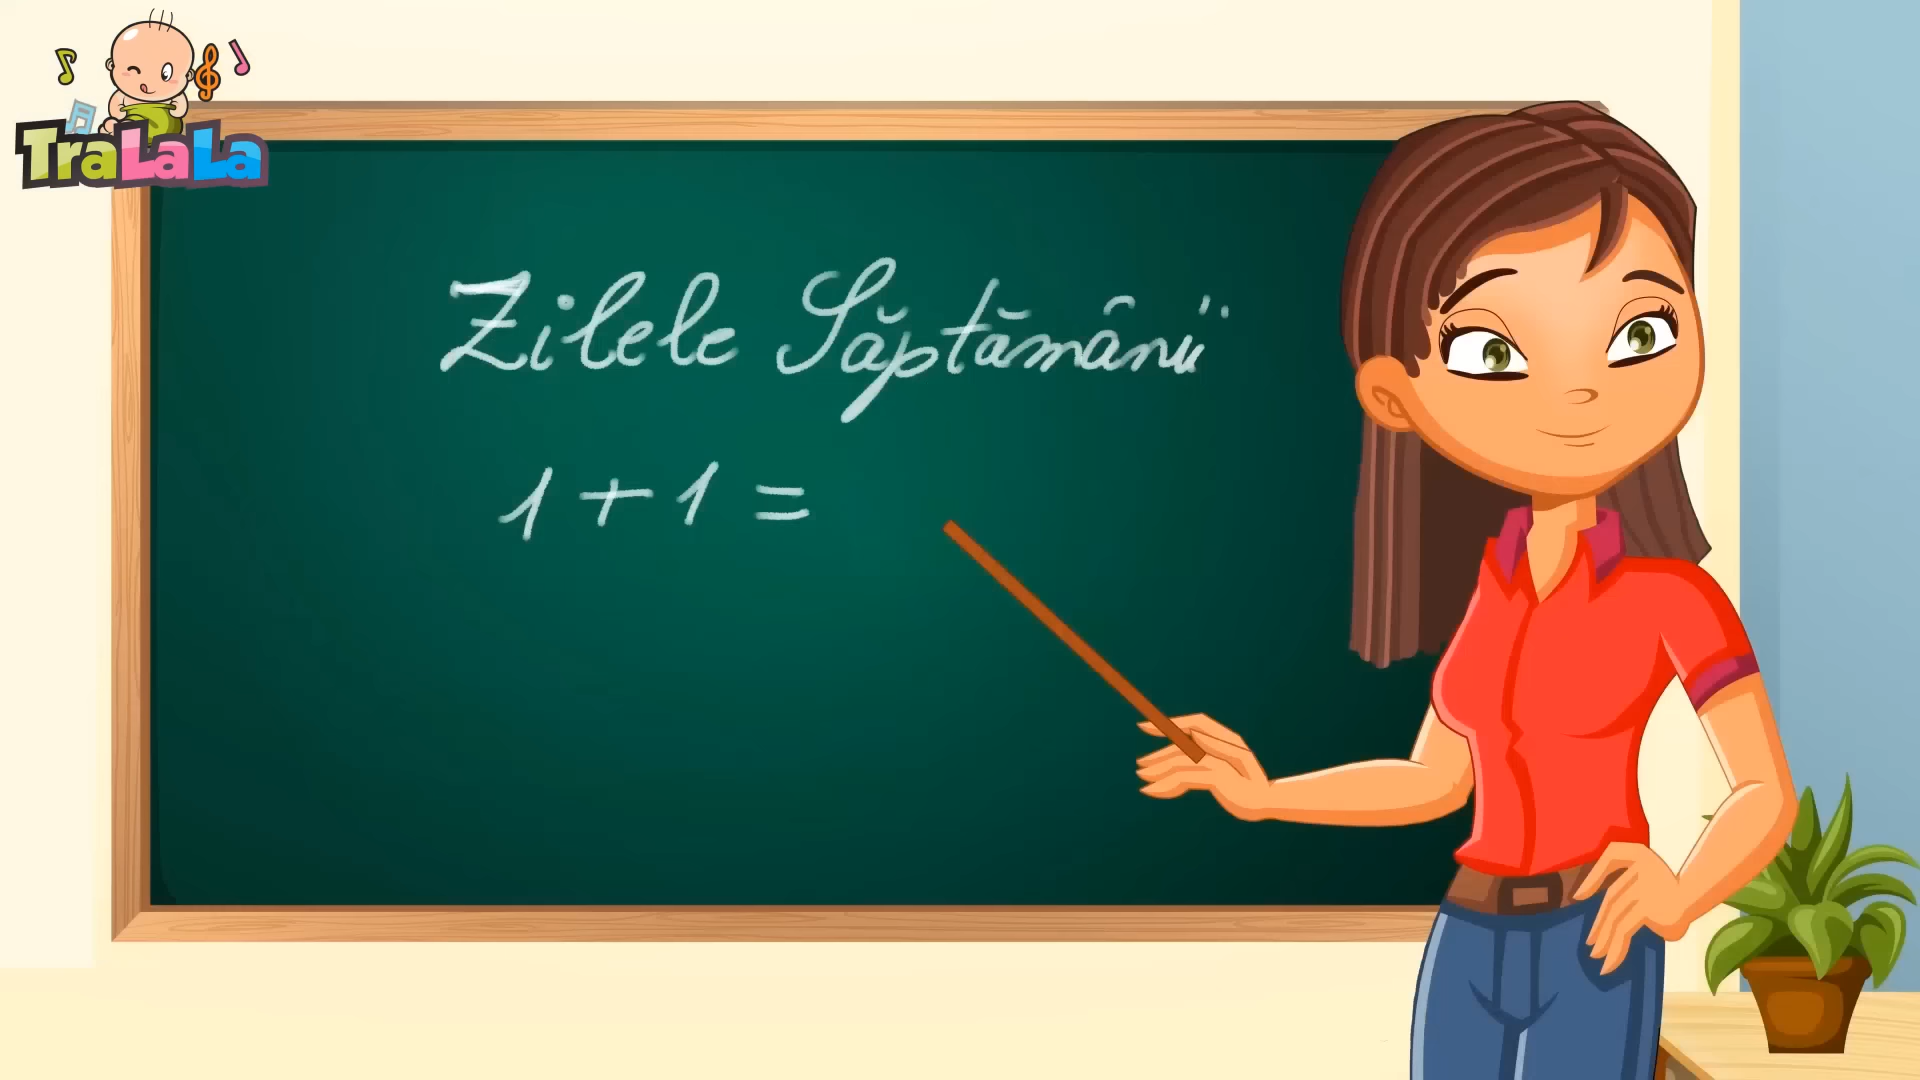 TraLaLa
Zilele Săptămânii
1 + 1 =